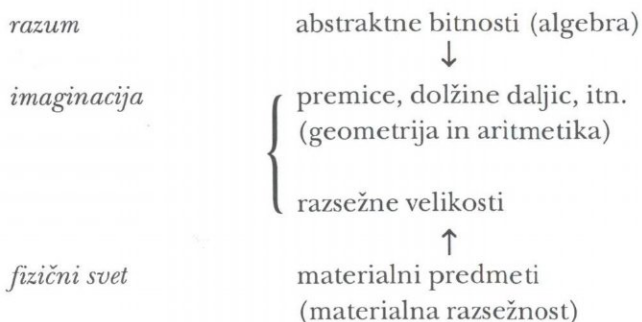 razum abstraktne bitnosti (algebra)
↓
imaginacija premice, dolžine daljic, itn.
(geometrija in aritmetika)
razsežne velikosti
↑
fizični svet materialni predmeti
(materialna razsežnost)